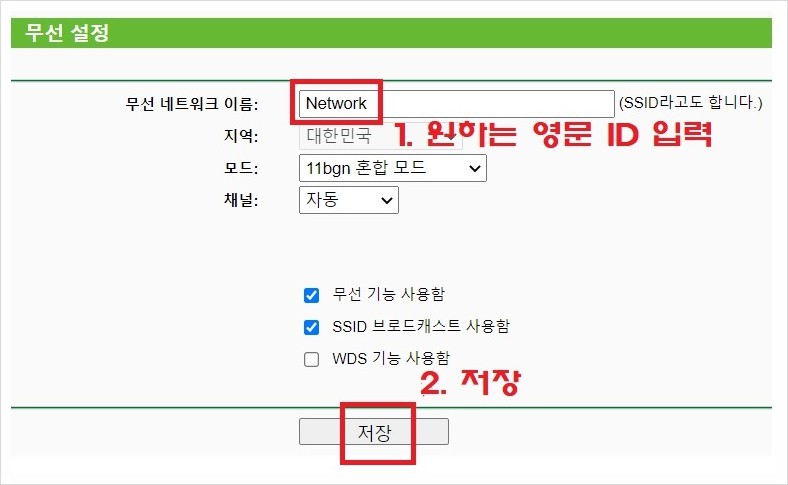 무선 설정
무선 네트워크 이름: Network (SSID라고도 합니다.)
지역: 대한민국
1. 원하는 영문 ID 입력
모드: 11bgn 혼합 모드
채널: 자동
무선 기능 사용함
SSID 브로드캐스트 사용함
WDS 기능 사용함
2. 저장
저장